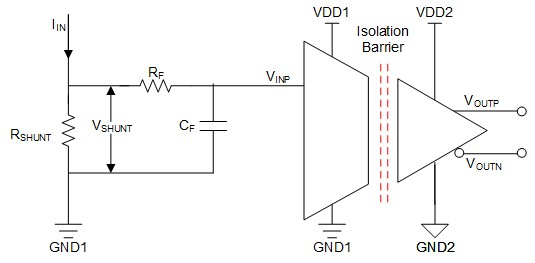 IIN
VDD1
VDD2
Isolation
Barrier
RF
VINP
VOUTP
RSHUNT
VSHUNT
CF
VOUTN
GND1
GND1
GND2